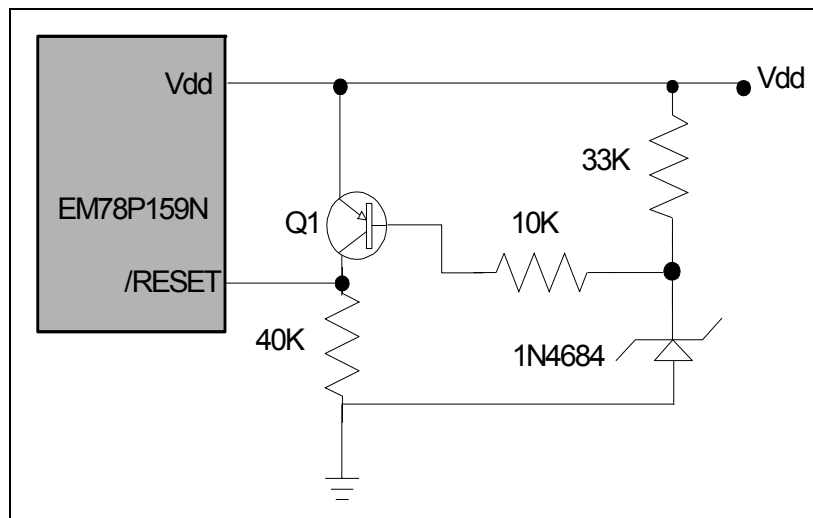 Vdd
Vdd
33K
EM78P159N
Q1
10K
/RESET
40K
1N4684